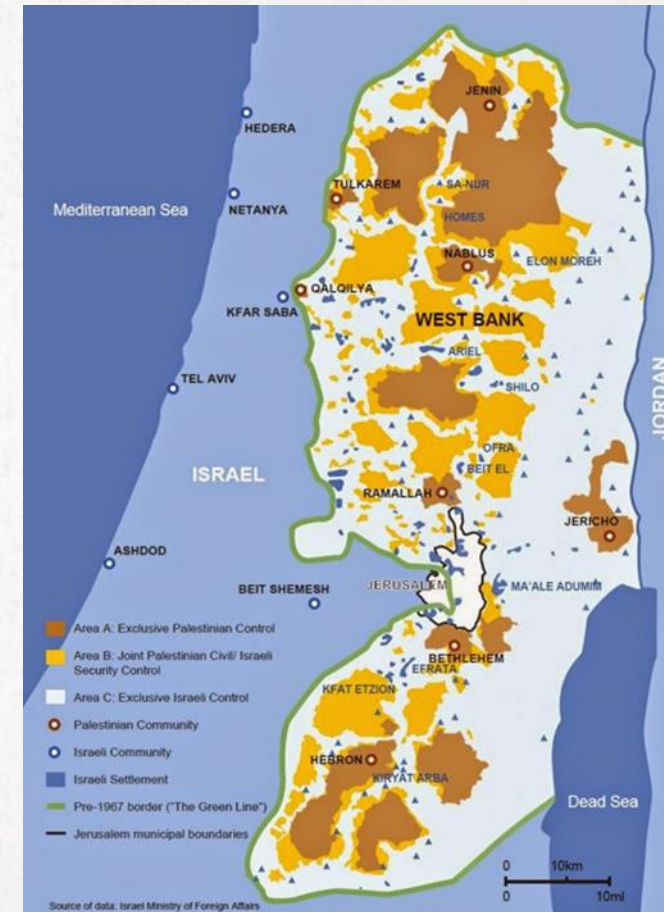 JENIN
HEDERA
TULKAREM
SA-NUR
NETANYA
Mediterranean Sea
HOMES
NABLUS
ELON MOREH
QALQILYA
KFAR SABA
WEST BANK
ARIEL
TEL AVIV
SHILO
JORDAN
OFRA
ISRAEL
BEIT EL
RAMALLAH
JERICHO
ASHDOD
JERUSALEM
MA'ALE ADUMIM
BEIT SHEMESH
Area A: Exclusive Palestinian Control
Area B: Joint Palestinian Civil/ Israeli
Security Control
Area C: Exclusive Israeli Control
Palestinian Community
Israeli Community
Israeli Settlement
Pre-1967 border ("The Green Line")
Jerusalem municipal boundaries
BETHLEHEM
EFRATA
KFAT ETZION
HEBRON
KIRYAT ARBA
Dead Sea
0 10km
0 10ml
Source of data: Israel Ministry of Foreign Affairs